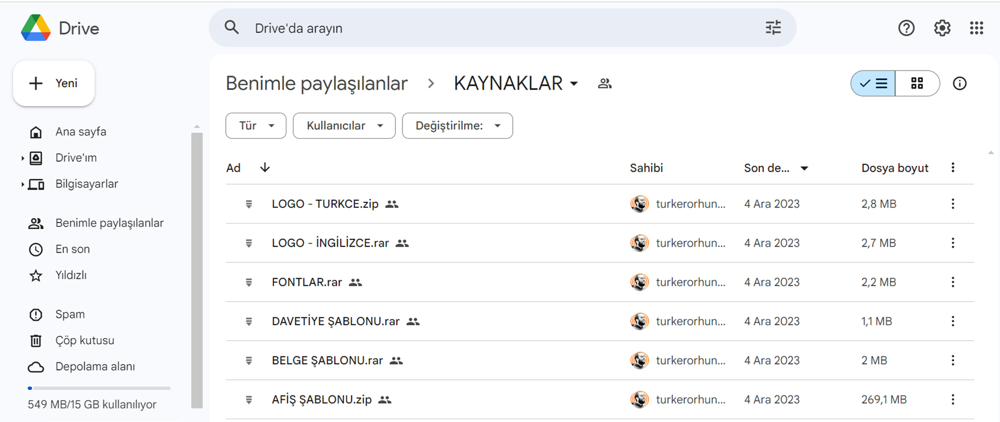 Drive
Drive'da arayın
Yeni
Ana sayfa
Drive'ım
Bilgisayarlar
Benimle paylaşılanlar
En son
Yıldızlı
Spam
Çöp kutusu
Depolama alanı
549 MB/15 GB kullanılıyor
Benimle paylaşılanlar > KAYNAKLAR
Tür Kullanıcılar Değiştirilme:
Ad Sahibi Son de... Dosya boyut
LOGO - TURKCE.zip turkerorhun... 4 Ara 2023 2,8 MB
LOGO - İNGİLİZCE.rar turkerorhun... 4 Ara 2023 2,7 MB
FONTLAR.rar turkerorhun... 4 Ara 2023 2,2 MB
DAVETİYE ŞABLONU.rar turkerorhun... 4 Ara 2023 1,1 MB
BELGE ŞABLONU.rar turkerorhun... 4 Ara 2023 2 MB
AFİŞ ŞABLONU.zip turkerorhun... 4 Ara 2023 269,1 MB